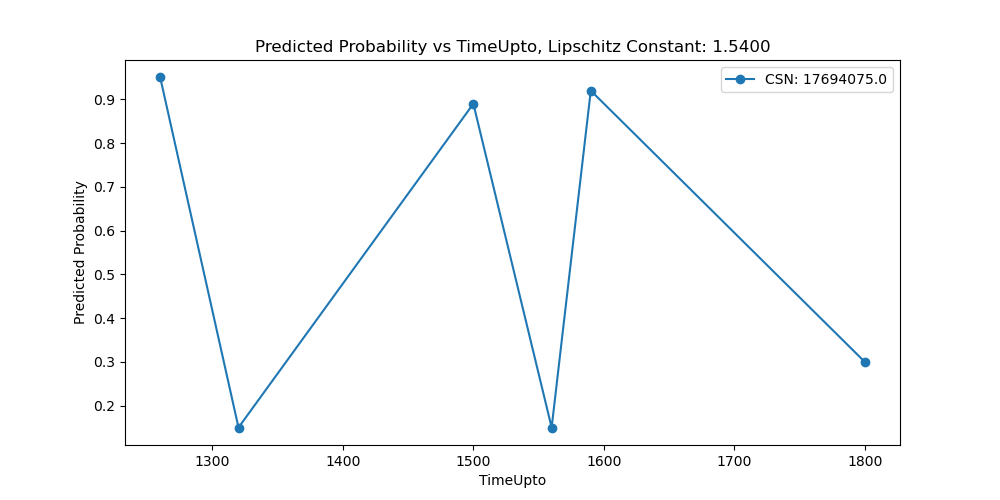 Predicted Probability vs TimeUpto, Lipschitz Constant: 1.5400
CSN: 17694075.0
Predicted Probability
0.9
0.8
0.7
0.6
0.5
0.4
0.3
0.2
1300 1400 1500 1600 1700 1800
TimeUpto